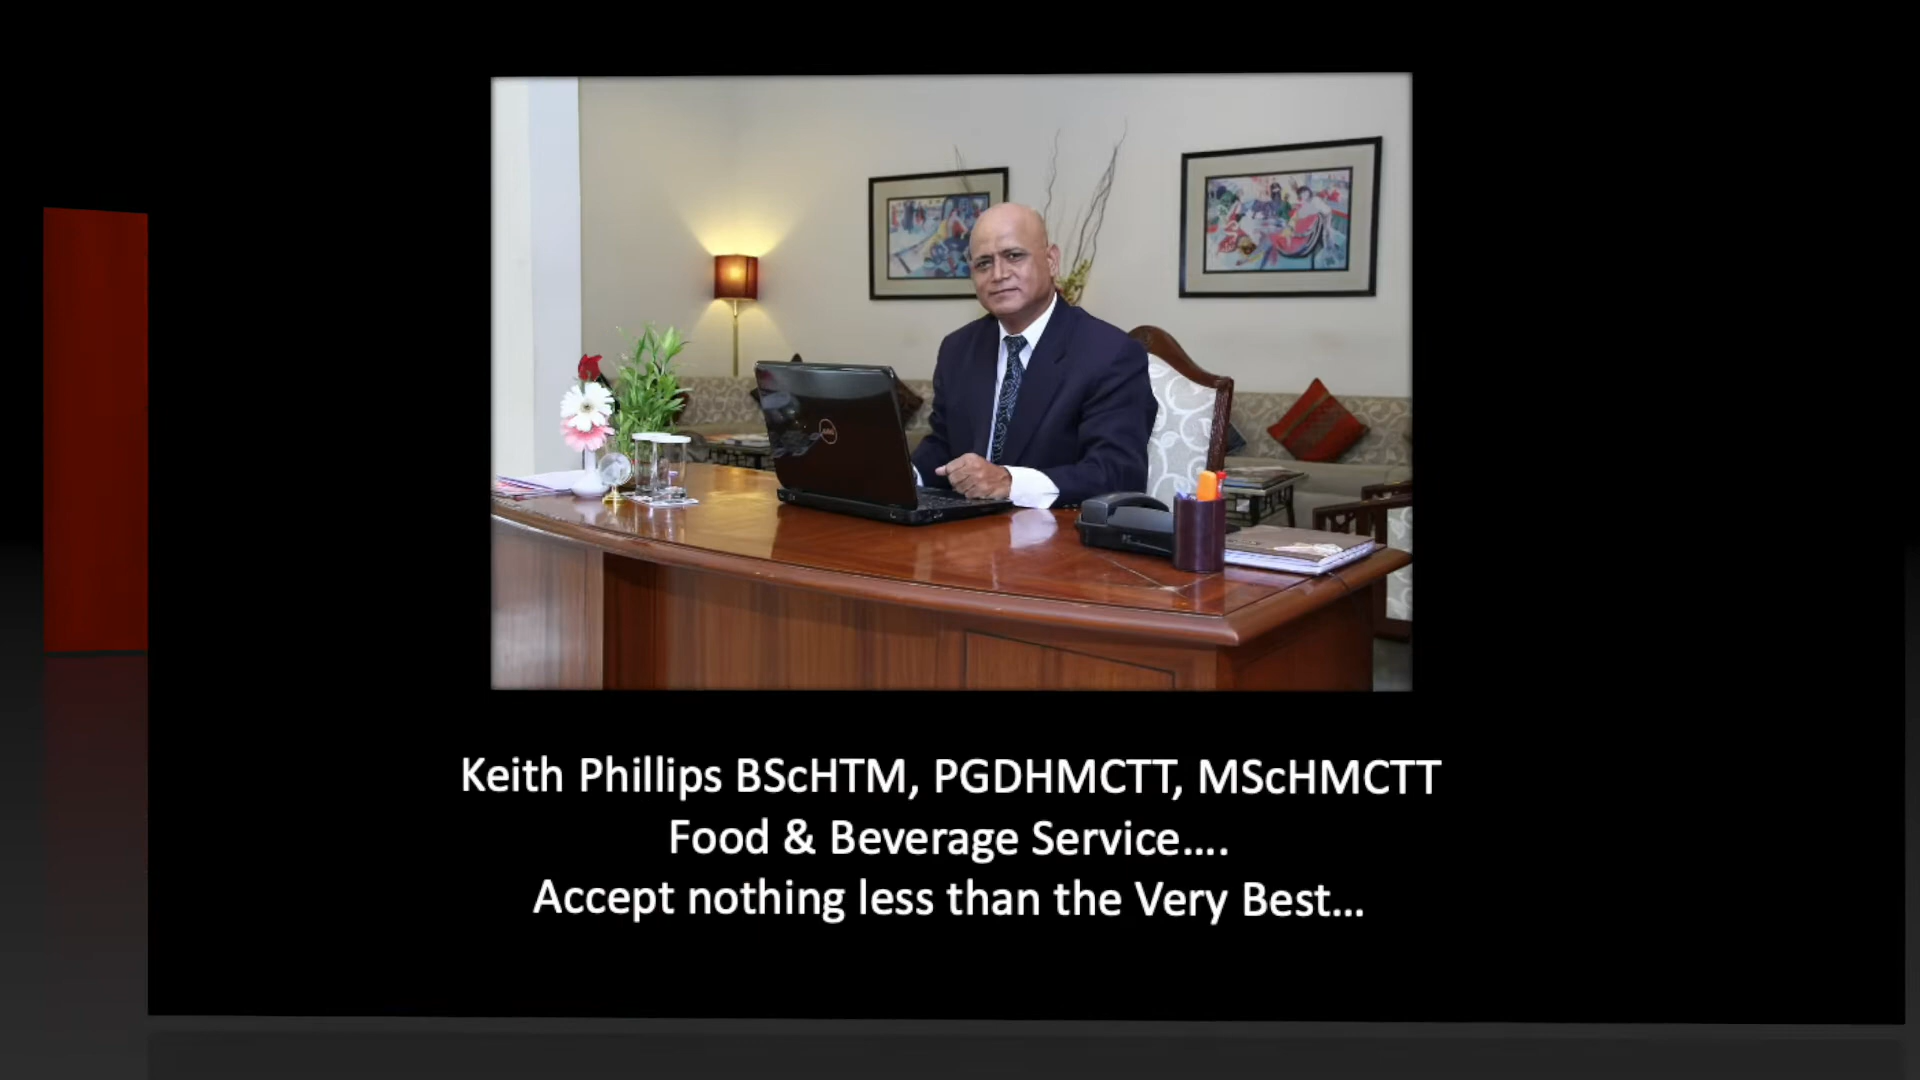 Keith Phillips BScHTM, PGDHMCTT, MScHMCTT
Food & Beverage Service....
Accept nothing less than the Very Best...